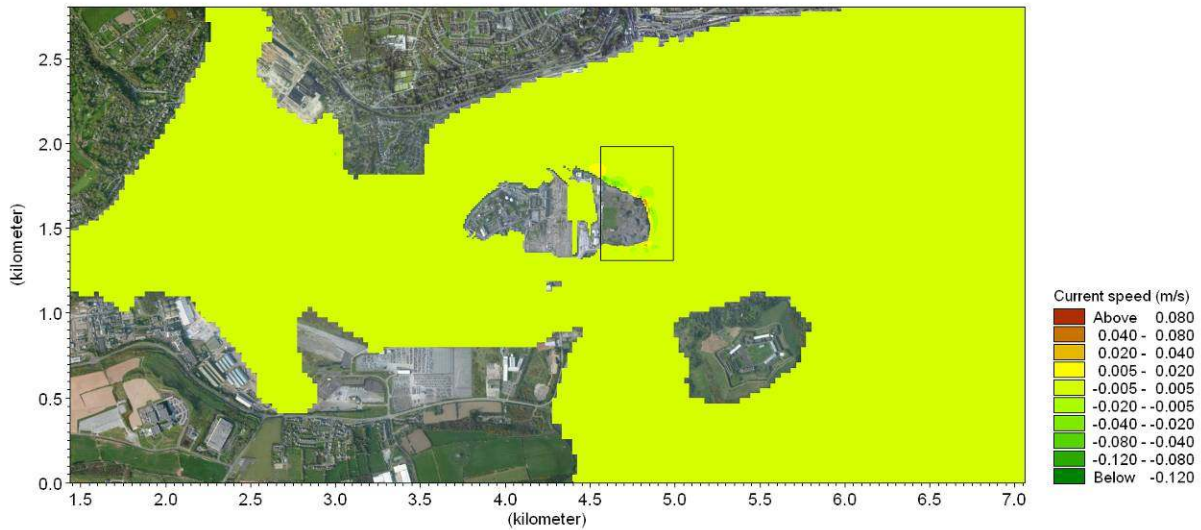 2.5
2.0
1.5
1.0
0.5
0.0
(kilometer)
1.5 2.0 2.5 3.0 3.5 4.0 4.5 5.0 5.5 6.0 6.5 7.0
(kilometer)
Current speed (m/s)
Above 0.080
0.040 - 0.080
0.020 - 0.040
0.005 - 0.020
-0.005 - 0.005
-0.020 - -0.005
-0.040 - -0.020
-0.080 - -0.040
-0.120 - -0.080
Below -0.120